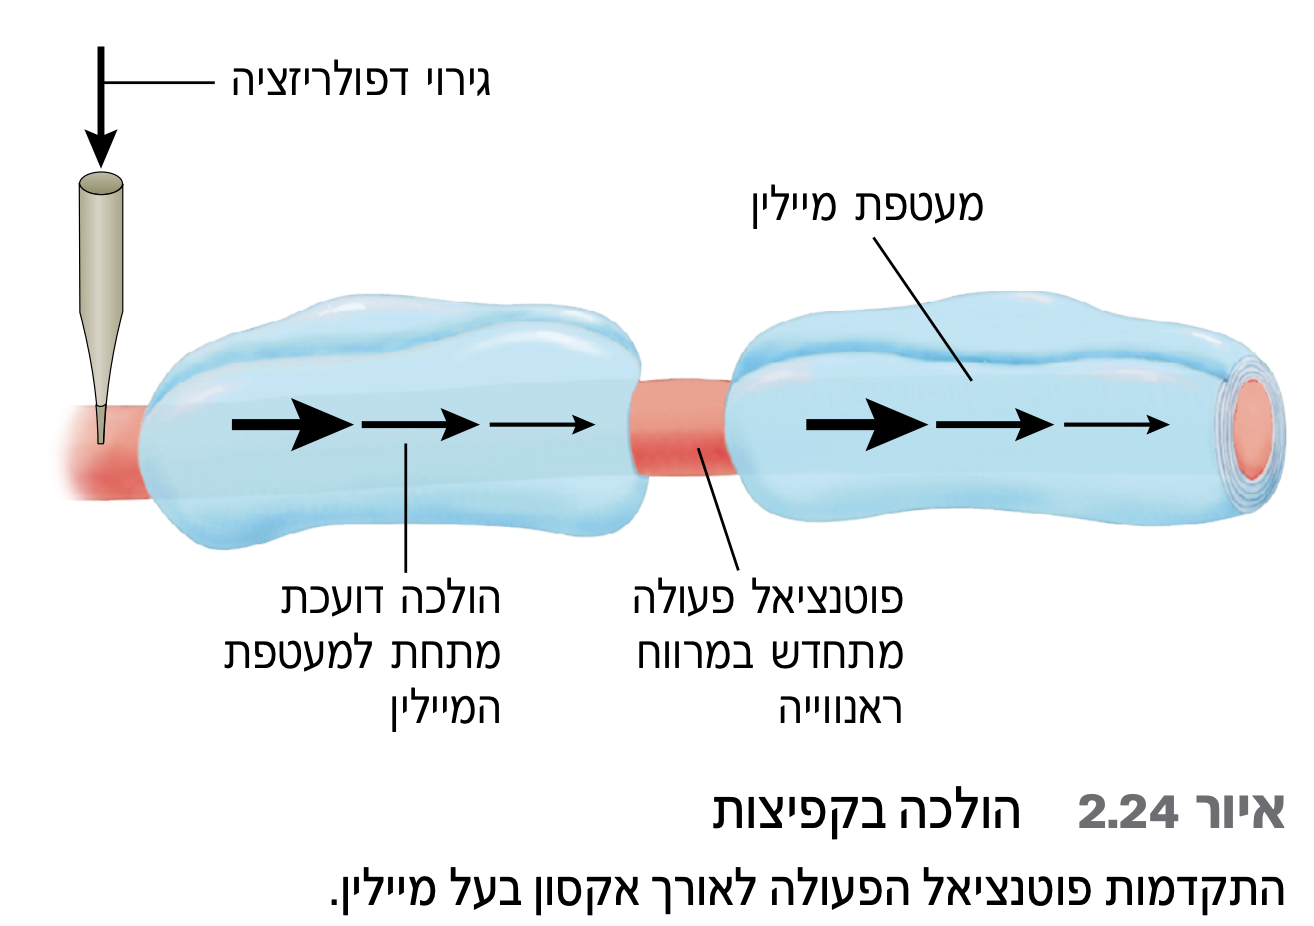 גירוי דפולריזציה
מעטפת מיילין
הולכה דועכת
מתחת למעטפת
המיילין
פוטנציאל פעולה
מתחדש במרווח
ראנווייה
איור 2.24 הולכה בקפיצות
התקדמות פוטנציאל הפעולה לאורך אקסון בעל מיילין.